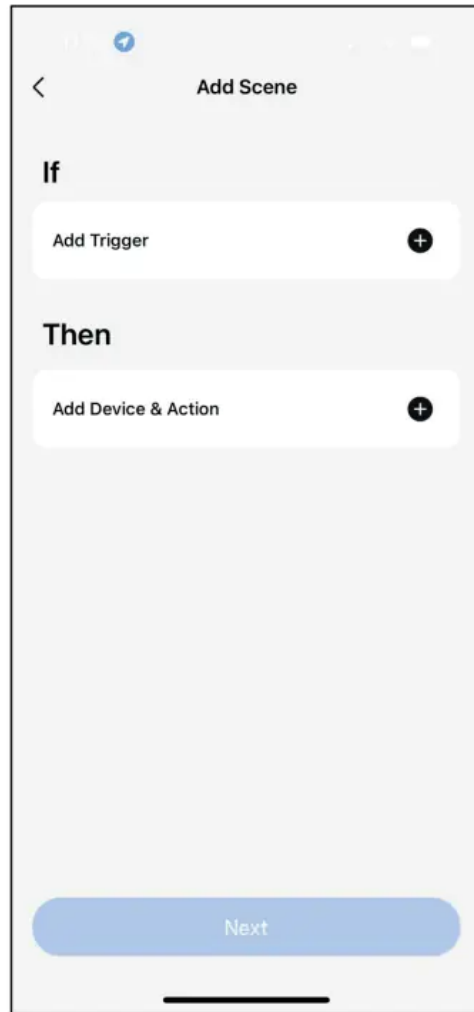 Add Scene
If
Add Trigger
Then
Add Device & Action
Next